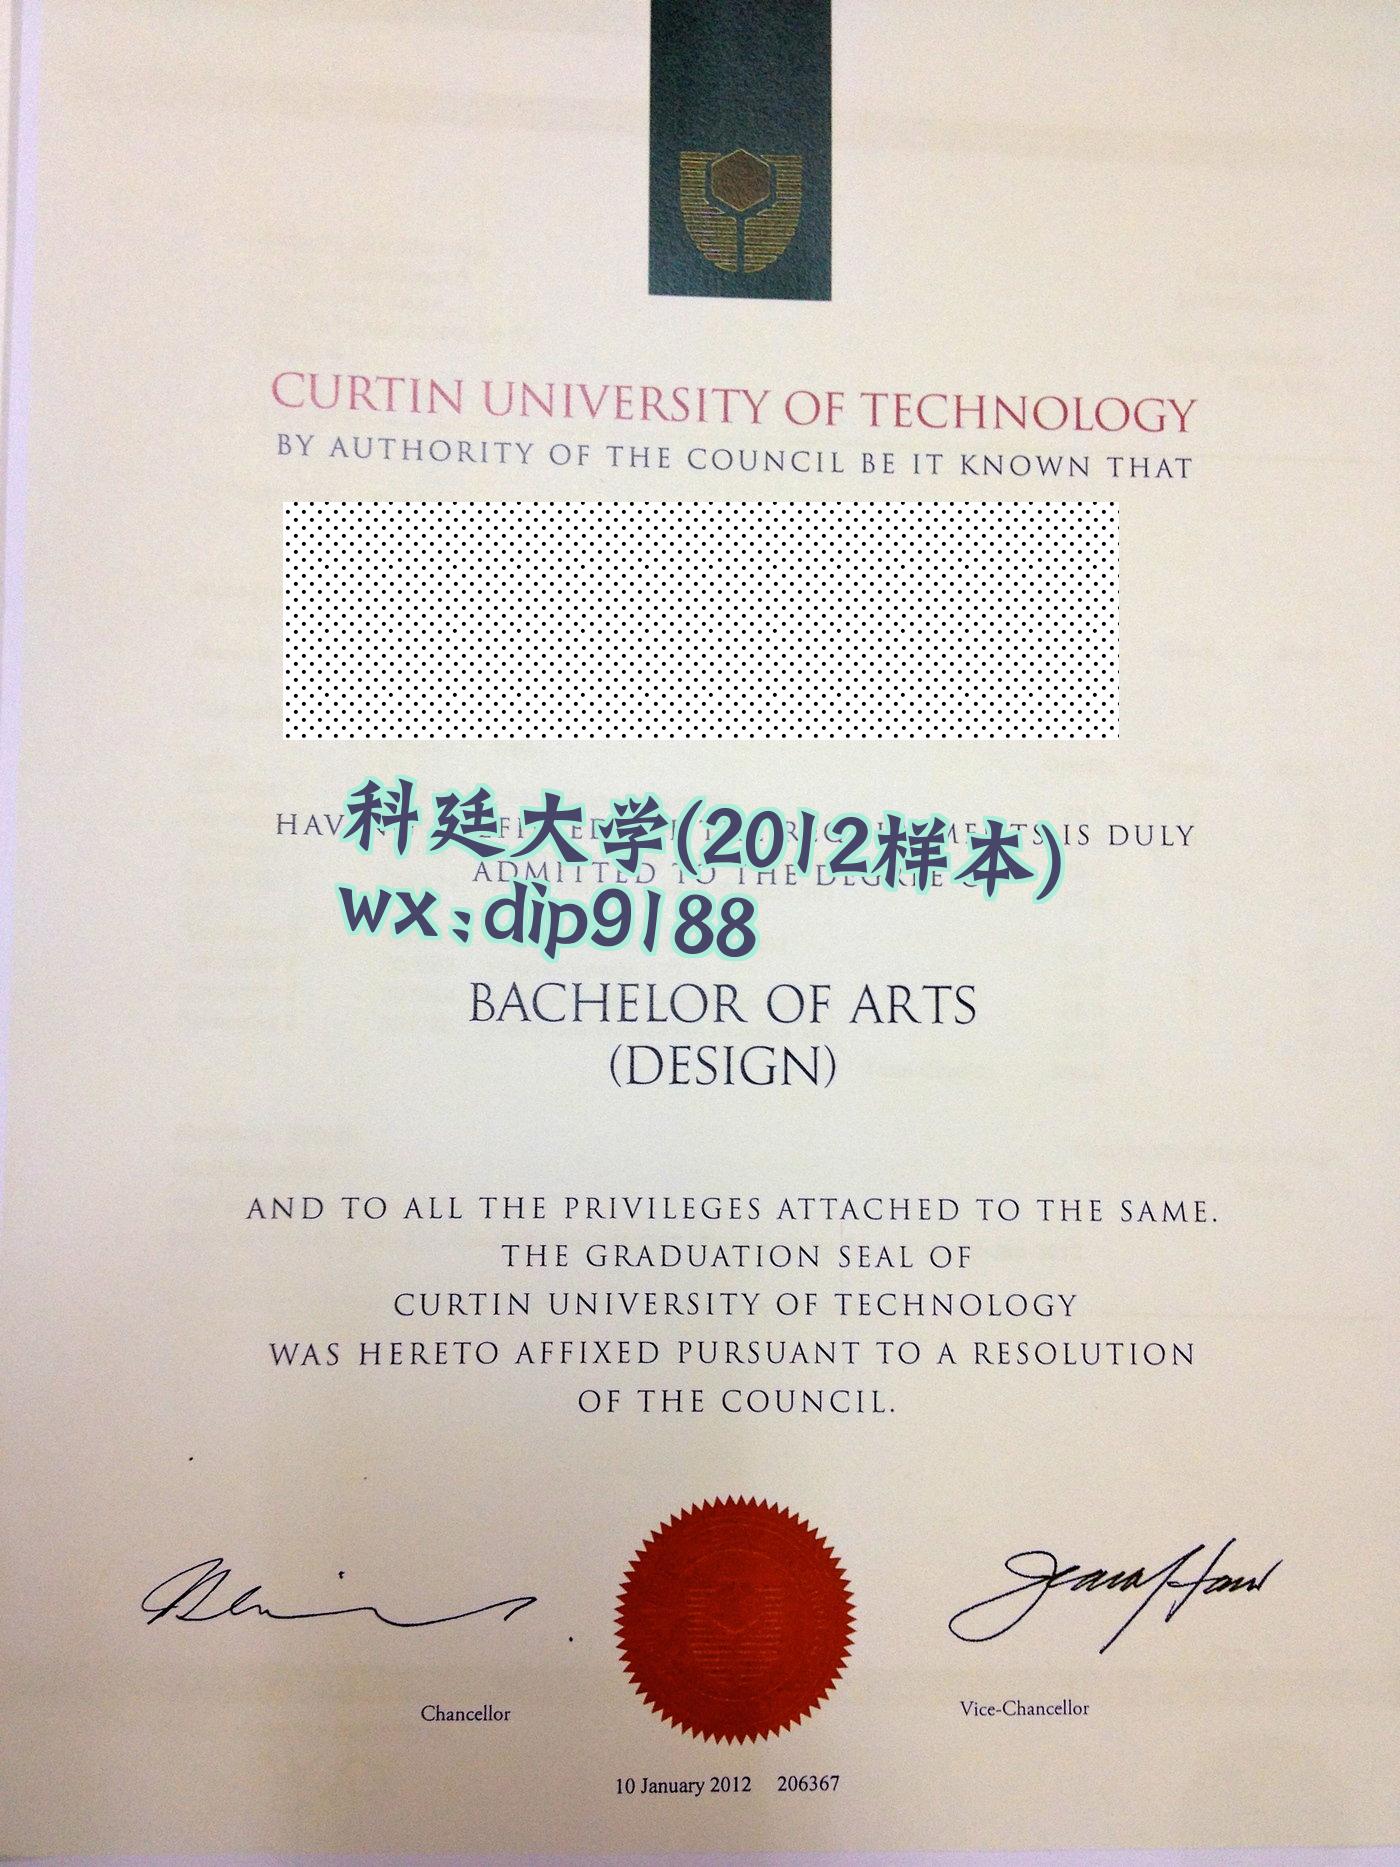 CURTIN UNIVERSITY OF TECHNOLOGY
BY AUTHORITY OF THE COUNCIL BE IT KNOWN THAT
科廷大学(2012样本)
IS DULY
ADMITTED TO THE
wx:dip9188
BACHELOR OF ARTS
(DESIGN)
AND TO ALL THE PRIVILEGES ATTACHED TO THE SAME.
THE GRADUATION SEAL OF
CURTIN UNIVERSITY OF TECHNOLOGY
WAS HERETO AFFIXED PURSUANT TO A RESOLUTION
OF THE COUNCIL.
Chancellor
Vice-Chancellor
10 January 2012 206367